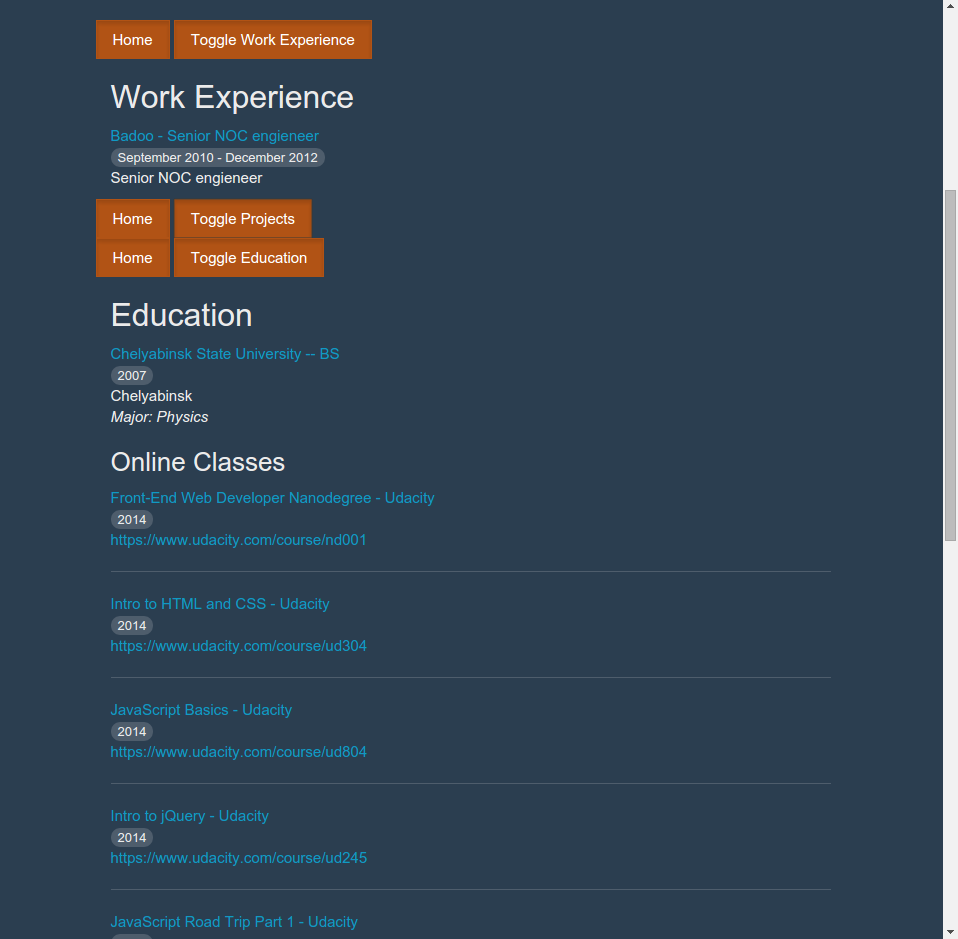 Home Toggle Work Experience
Work Experience
Badoo - Senior NOC engieneer
September 2010 - December 2012
Senior NOC engieneer
Home Toggle Projects
Home Toggle Education
Education
Chelyabinsk State University -- BS
2007
Chelyabinsk
Major: Physics
Online Classes
Front-End Web Developer Nanodegree - Udacity
2014
https://www.udacity.com/course/nd001
Intro to HTML and CSS - Udacity
2014
https://www.udacity.com/course/ud304
JavaScript Basics - Udacity
2014
https://www.udacity.com/course/ud804
Intro to jQuery - Udacity
2014
https://www.udacity.com/course/ud245
JavaScript Road Trip Part 1 - Udacity